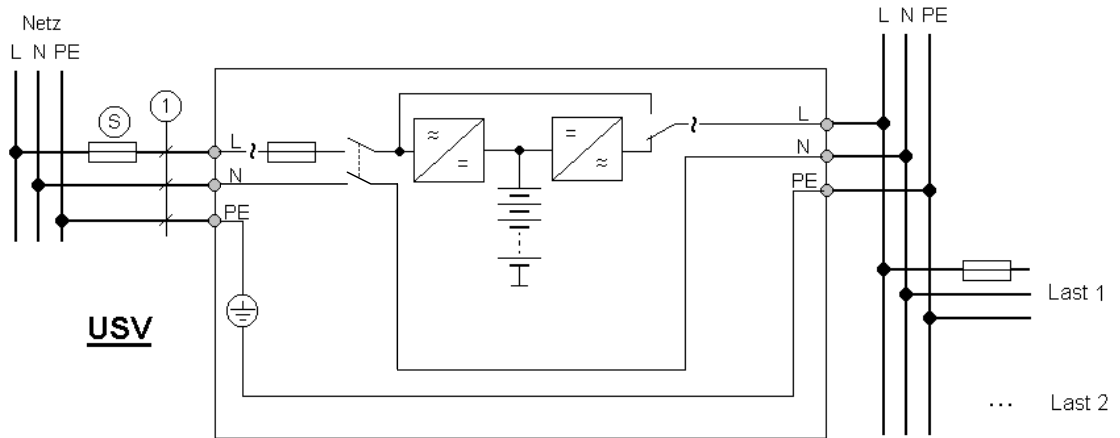 Netz
L N PE
L N PE
S
1
L
N
PE
≈
=
=
≈
L
N
PE
USV
Last 1
... Last 2